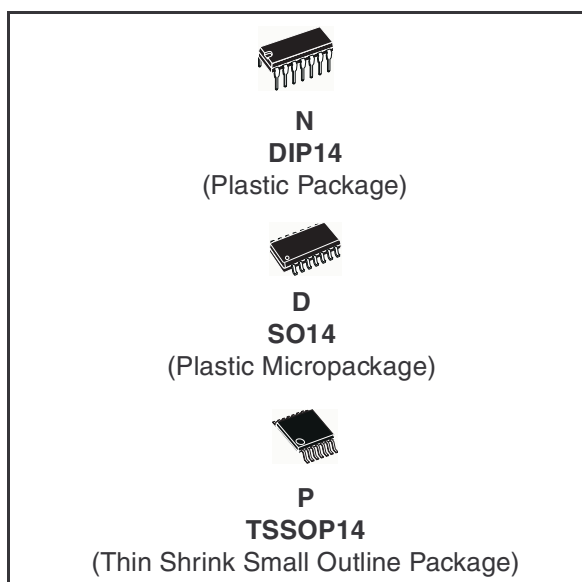 N
DIP14
(Plastic Package)
D
SO14
(Plastic Micropackage)
P
TSSOP14
(Thin Shrink Small Outline Package)